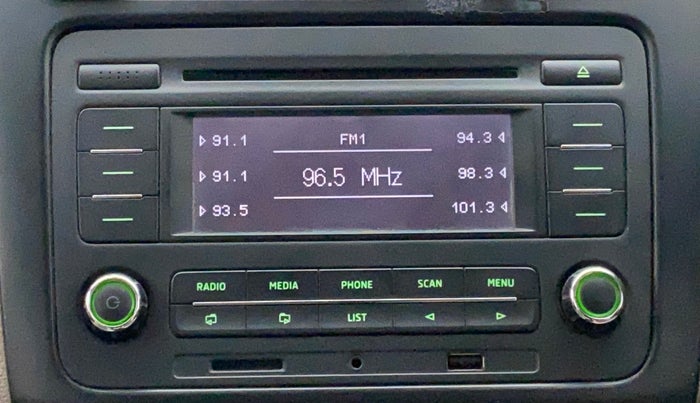 91.1 FM1 94.3
91.1 96.5 MHz 98.3
93.5 101.3
RADIO MEDIA PHONE SCAN MENU
LIST